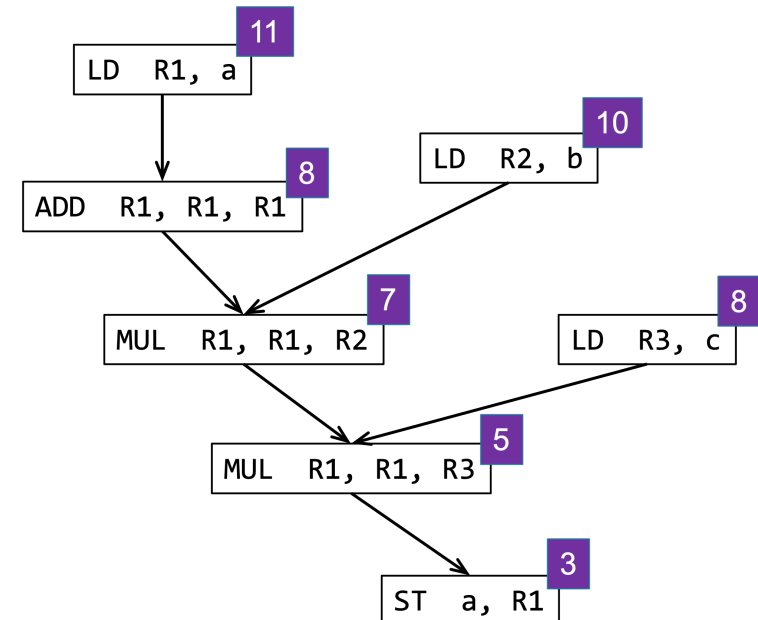 11
LD R1, a
10
LD R2, b
8
ADD R1, R1, R1
7
MUL R1, R1, R2
8
LD R3, c
5
MUL R1, R1, R3
3
ST a, R1